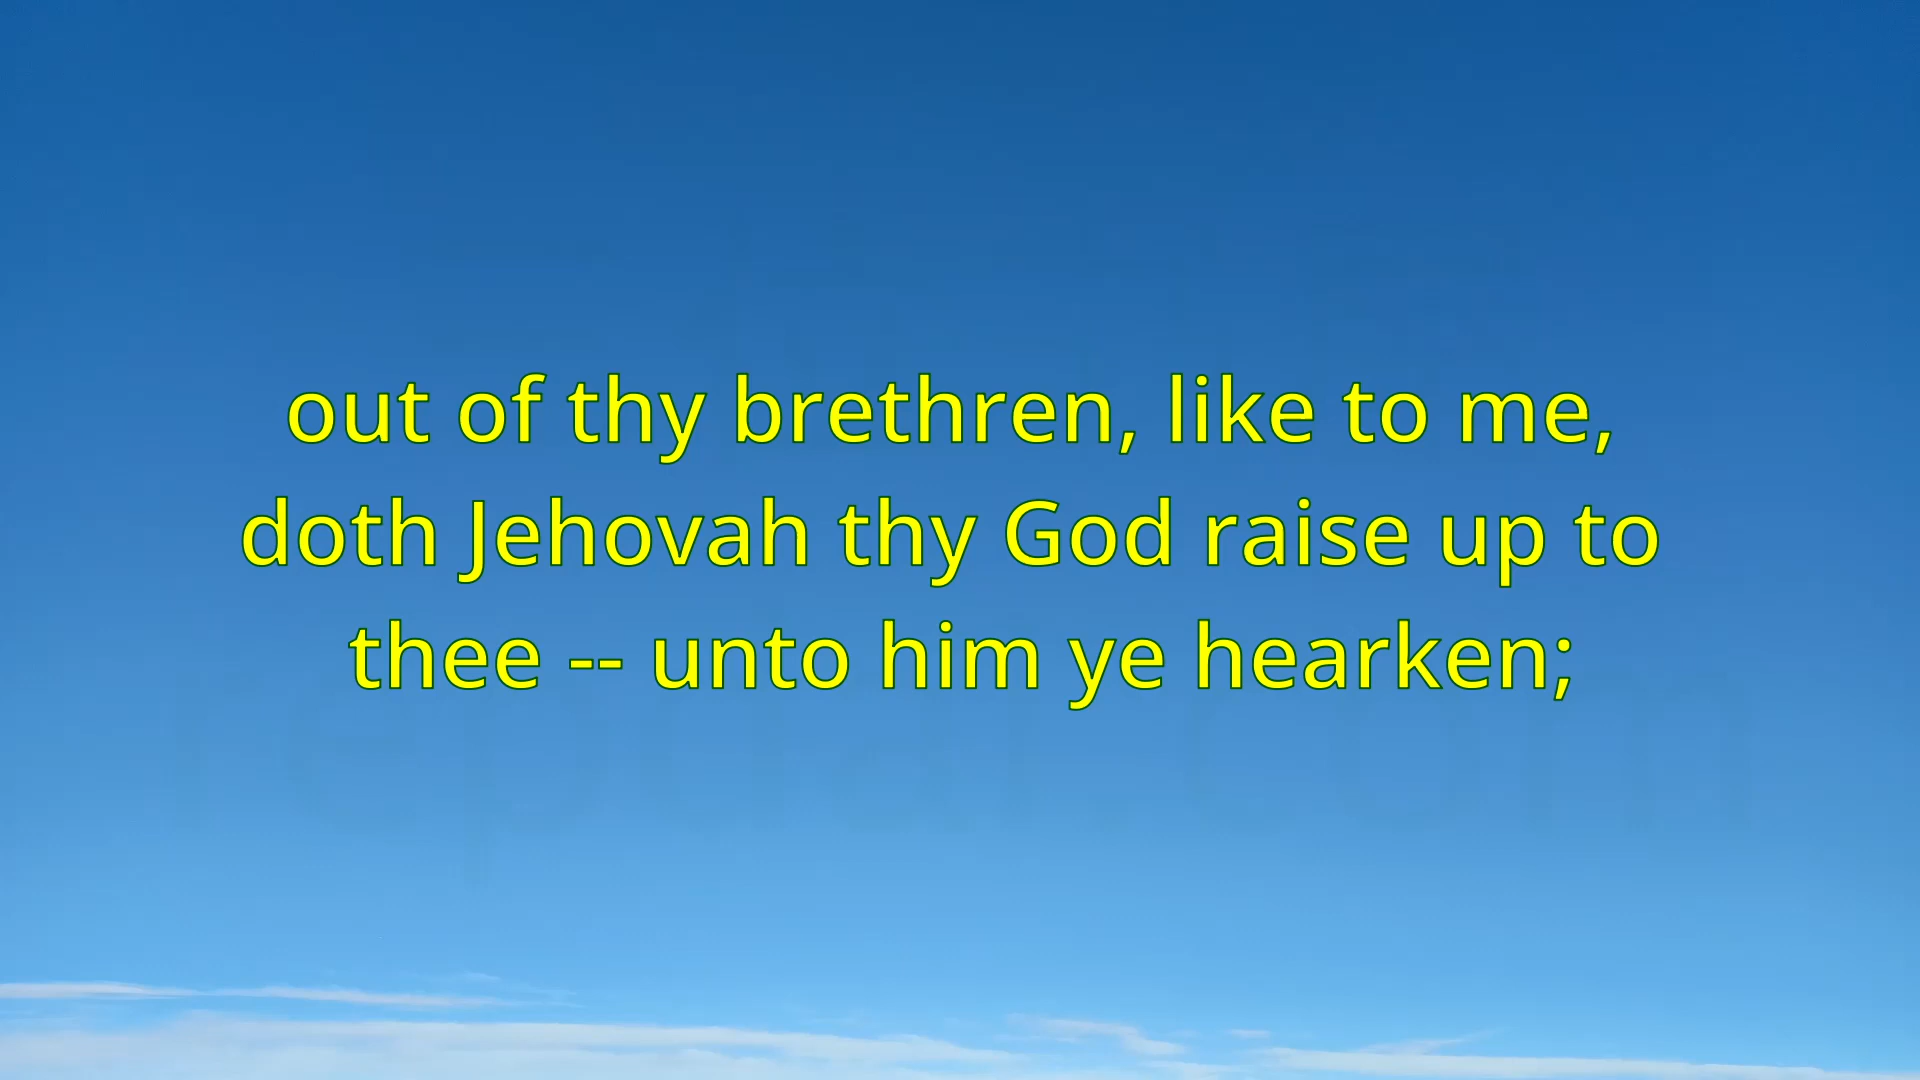 out of thy brethren, like to me,
doth Jehovah thy God raise up to
thee -- unto him ye hearken;